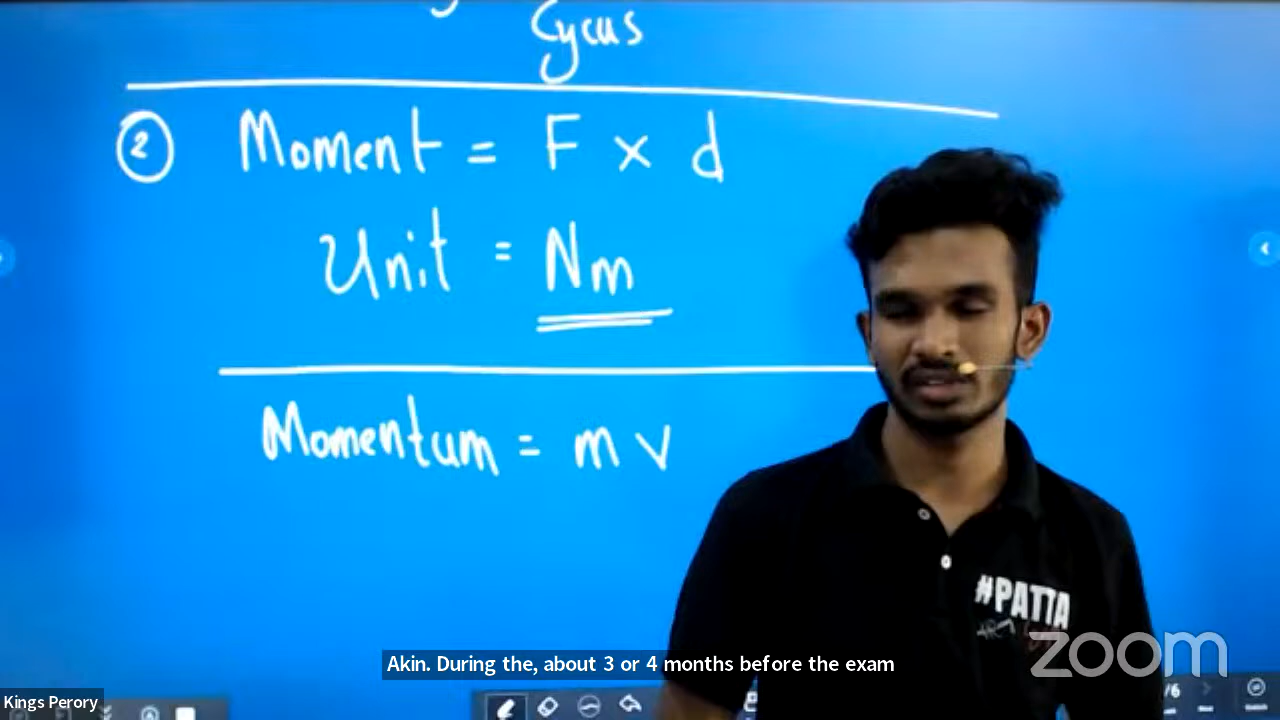 Cycus
2 Moment = F x d
Unit = Nm
Momentum = m v
#PATTA
zoom
Akin. During the, about 3 or 4 months before the exam
Kings Perory
/6